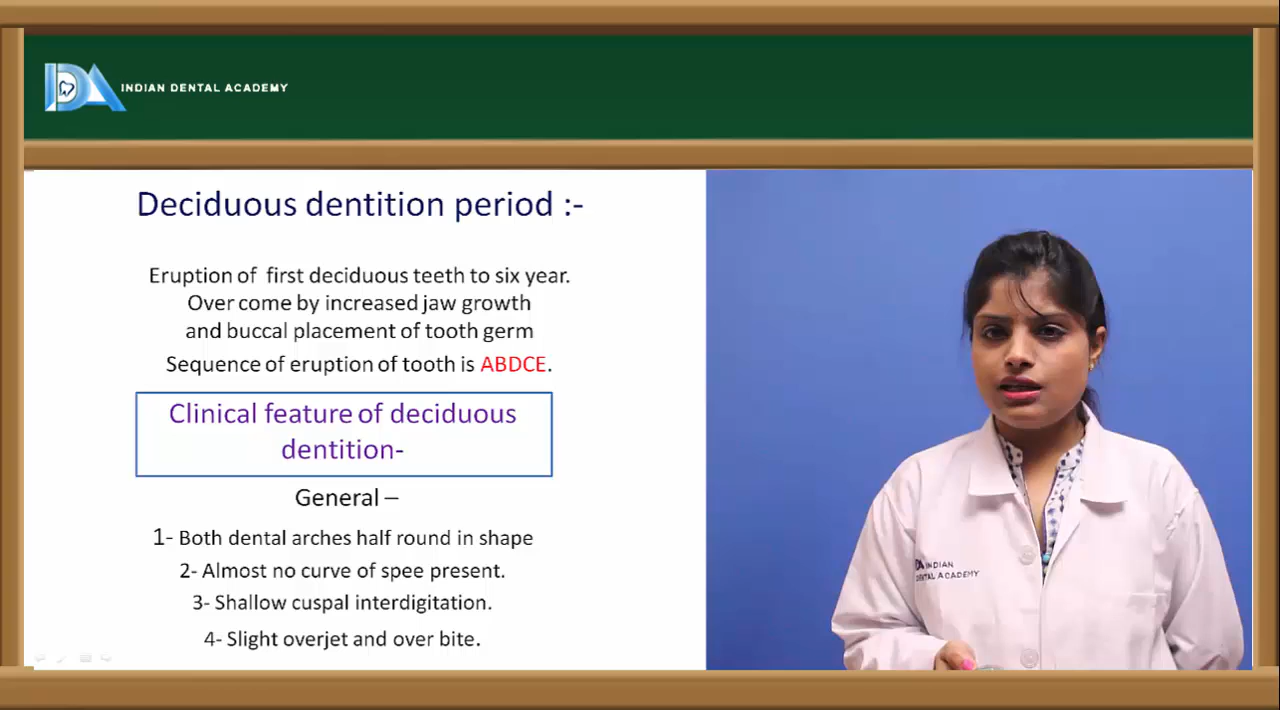 IDA INDIAN DENTAL ACADEMY
Deciduous dentition period :-
Eruption of first deciduous teeth to six year.
Over come by increased jaw growth
and buccal placement of tooth germ
Sequence of eruption of tooth is ABDCE.
Clinical feature of deciduous
dentition-
General –
1- Both dental arches half round in shape
2- Almost no curve of spee present.
3- Shallow cuspal interdigitation.
4- Slight overjet and over bite.
INDIAN
DENTAL ACADEMY